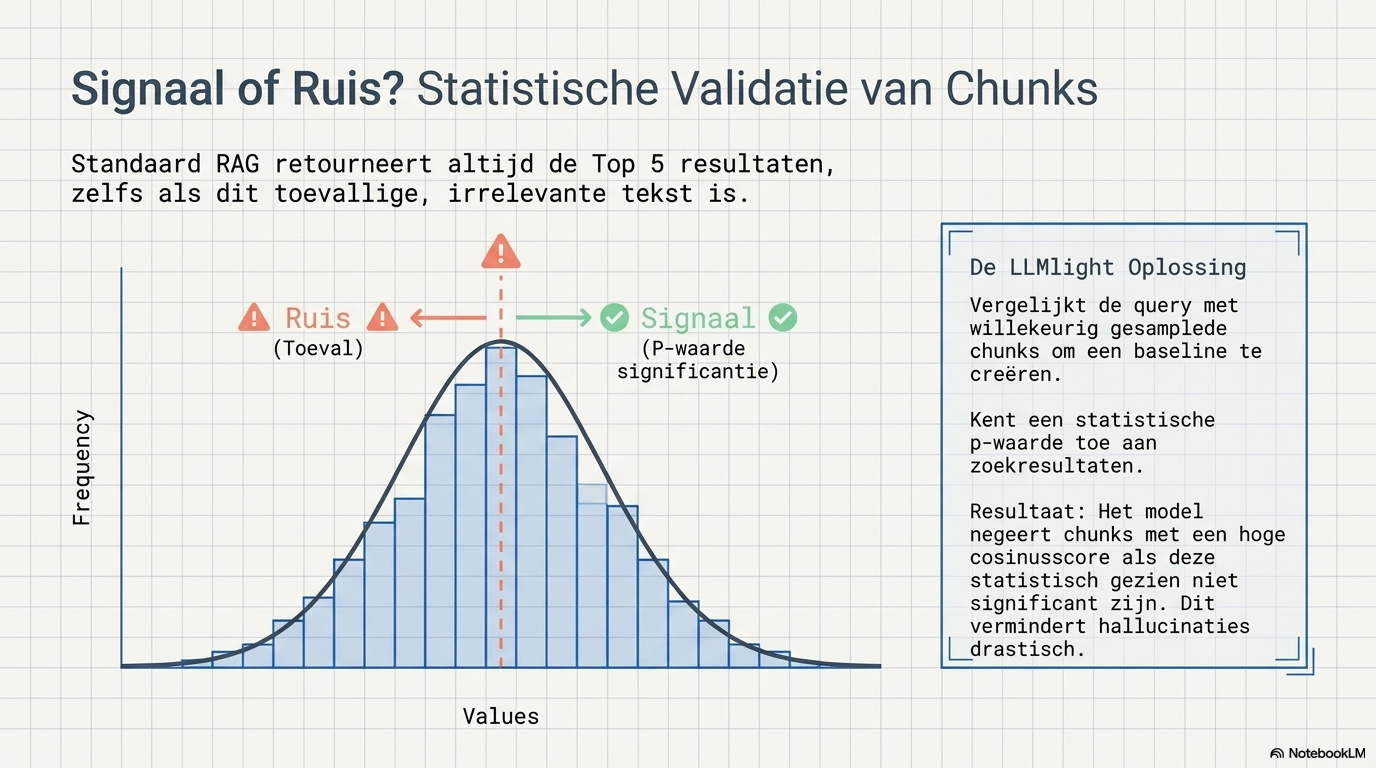 Signaal of Ruis? Statistische Validatie van Chunks
Standaard RAG retourneert altijd de Top 5 resultaten,
zelfs als dit toevallige, irrelevante tekst is.
Ruis
(Toeval)
Signaal
(P-waarde
significantie)
Frequency
Values
De LLMlight Oplossing
Vergelijkt de query met
willekeurig gesamplede
chunks om een baseline te
creëren.
Kent een statistische
p-waarde toe aan
zoekresultaten.
Resultaat: Het model
negeert chunks met een hoge
cosinusscore als deze
statistisch gezien niet
significant zijn. Dit
vermindert hallucinaties
drastisch.
NotebookLM